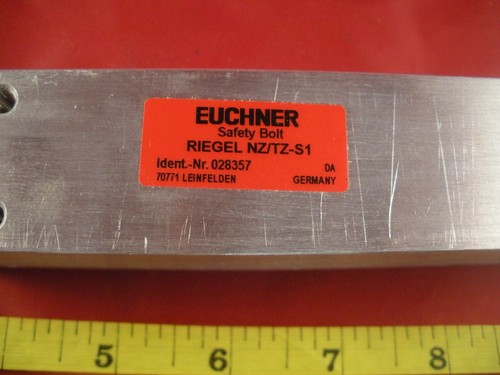 EUCHNER
Safety Bolt
RIEGEL NZ/TZ-S1
Ident.-Nr. 028357 DA
70771 LEINFELDEN GERMANY
5 6 7 8